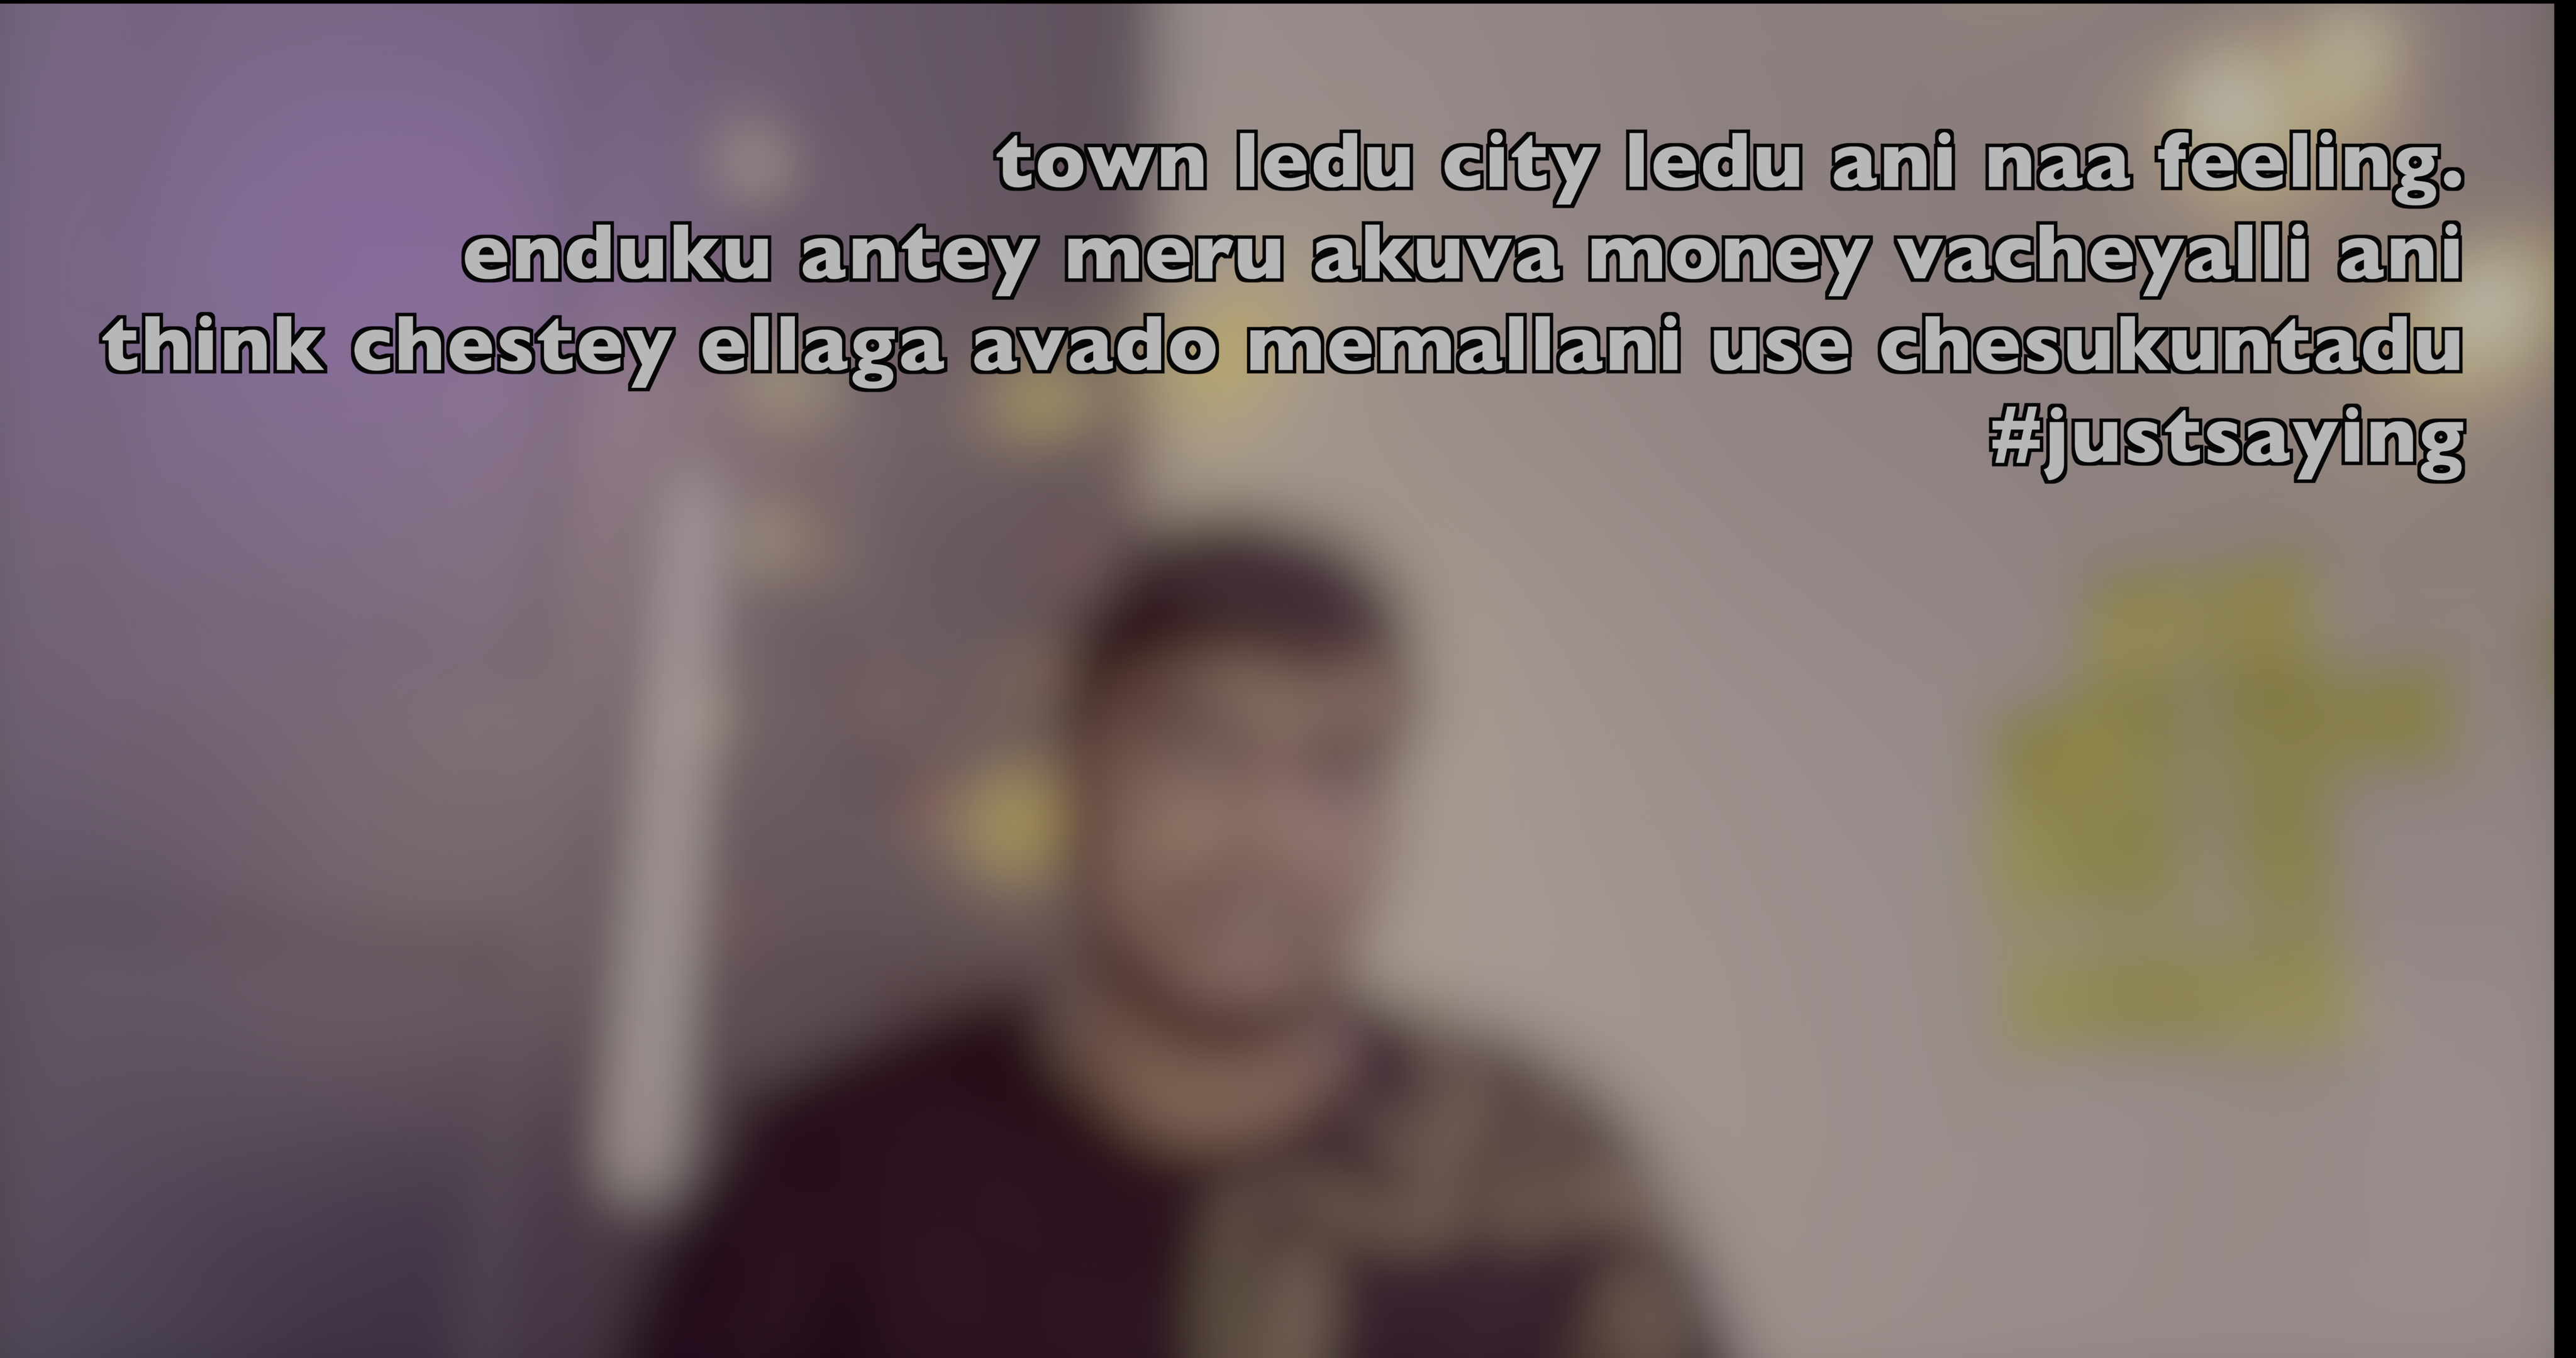 town ledu city ledu ani naa feeling.
enduku antey meru akuva money vacheyalli ani
think chestey ellaga avado memallani use chesukuntadu
#justsaying